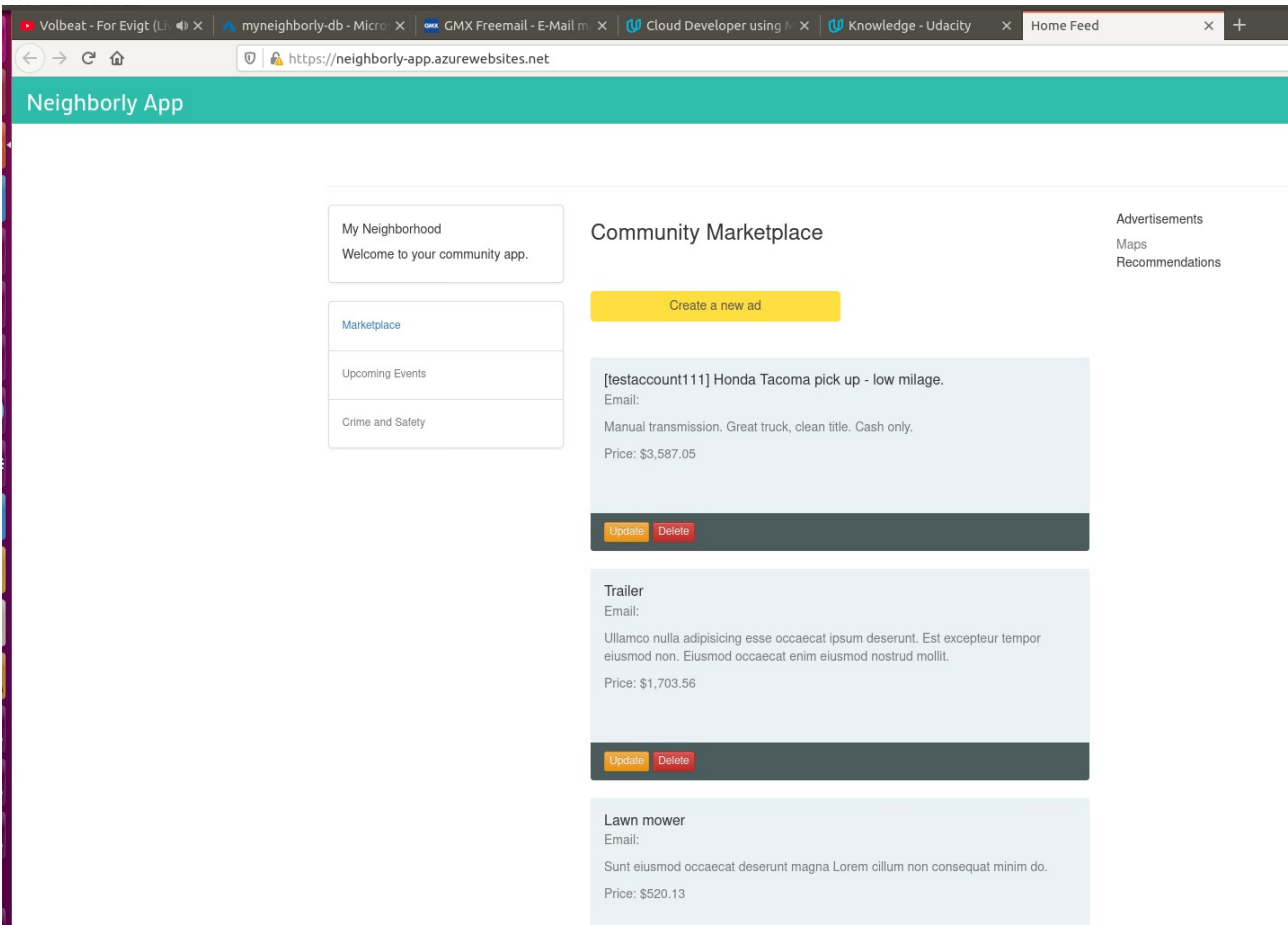 Volbeat - For Evigt (Li
myneighborly-db - Micro
GMX Freemail - E-Mail m
Cloud Developer using M
Knowledge - Udacity
Home Feed
https://neighborly-app.azurewebsites.net
Neighborly App
My Neighborhood
Welcome to your community app.
Marketplace
Upcoming Events
Crime and Safety
Community Marketplace
Create a new ad
[testaccount111] Honda Tacoma pick up - low milage.
Email:
Manual transmission. Great truck, clean title. Cash only.
Price: $3,587.05
Update Delete
Trailer
Email:
Ullamco nulla adipisicing esse occaecat ipsum deserunt. Est excepteur tempor
eiusmod non. Eiusmod occaecat enim eiusmod nostrud mollit.
Price: $1,703.56
Update Delete
Lawn mower
Email:
Sunt eiusmod occaecat deserunt magna Lorem cillum non consequat minim do.
Price: $520.13
Advertisements
Maps
Recommendations